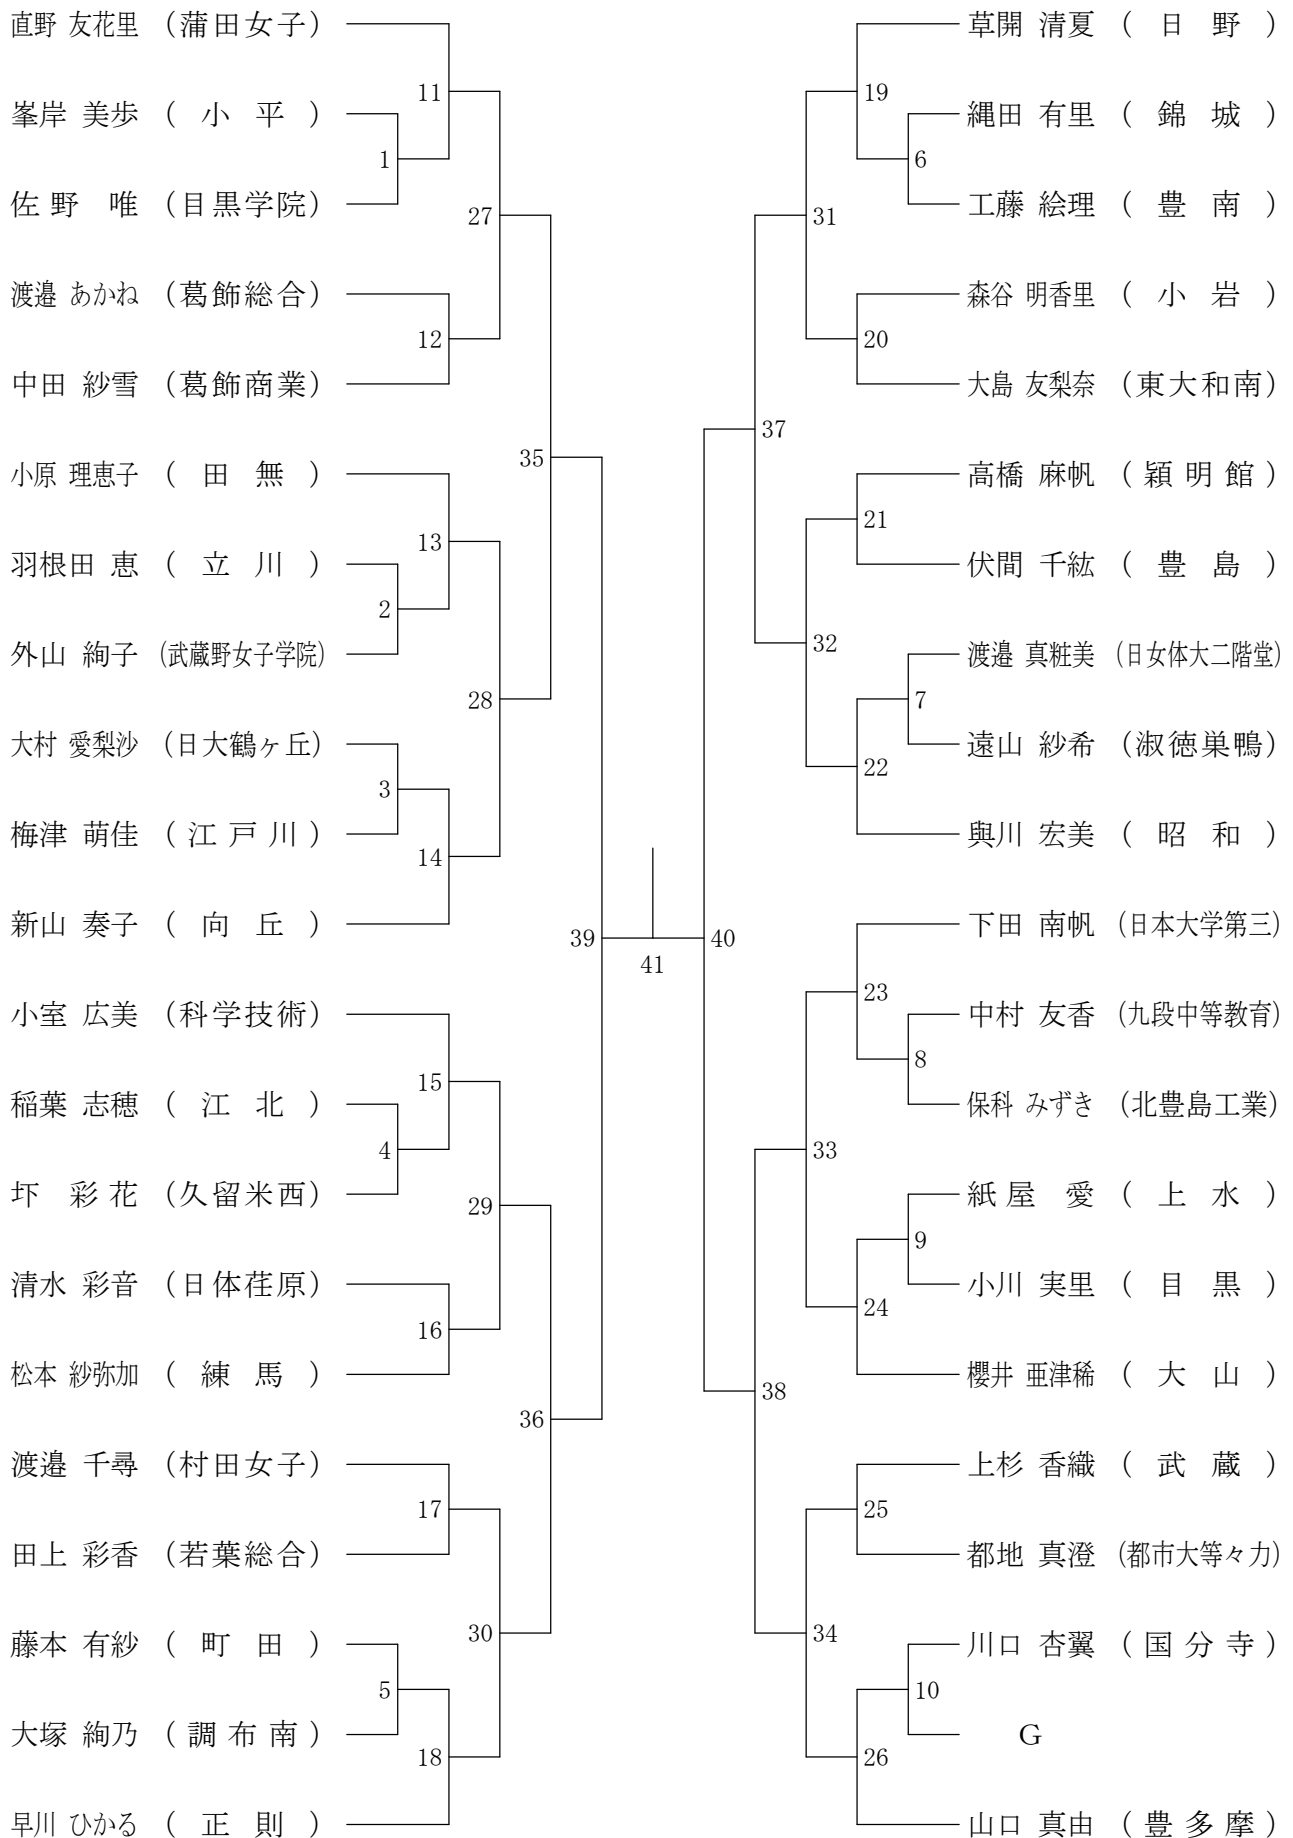 直野 友花里 （蒲田女子）
峯岸 美歩 （ 小 平 ）
佐野 唯 （目黒学院）
渡邉 あかね （葛飾総合）
中田 紗雪 （葛飾商業）
小原 理恵子 （ 田 無 ）
羽根田 恵 （ 立 川 ）
外山 絢子 （武蔵野女子学院）
大村 愛梨沙 （日大鶴ヶ丘）
梅津 萌佳 （ 江 戸 川 ）
新山 奏子 （ 向 丘 ）
小室 広美 （科学技術）
稲葉 志穂 （ 江 北 ）
圷 彩花 （久留米西）
清水 彩音 （日体荏原）
松本 紗弥加 （ 練 馬 ）
渡邉 千尋 （村田女子）
田上 彩香 （若葉総合）
藤本 有紗 （ 町 田 ）
大塚 絢乃 （ 調 布 南 ）
早川 ひかる （ 正 則 ）
1
2
3
4
5
11
12
13
14
15
16
17
18
27
28
29
30
35
36
39
41
40
37
38
31
32
33
34
19
20
21
22
23
24
25
26
6
7
8
9
10
草開 清夏 （ 日 野 ）
縄田 有里 （ 錦 城 ）
工藤 絵理 （ 豊 南 ）
森谷 明香里 （ 小 岩 ）
大島 友梨奈 （東大和南）
高橋 麻帆 （ 穎 明 館 ）
伏間 千紘 （ 豊 島 ）
渡邉 真粧美 （日女体大二階堂）
遠山 紗希 （淑徳巣鴨）
與川 宏美 （ 昭 和 ）
下田 南帆 （日本大学第三）
中村 友香 （九段中等教育）
保科 みずき （北豊島工業）
紙屋 愛 （ 上 水 ）
小川 実里 （ 目 黒 ）
櫻井 亜津稀 （ 大 山 ）
上杉 香織 （ 武 蔵 ）
都地 真澄 （都市大等々力）
川口 杏翼 （ 国 分 寺 ）
G
山口 真由 （ 豊 多 摩 ）